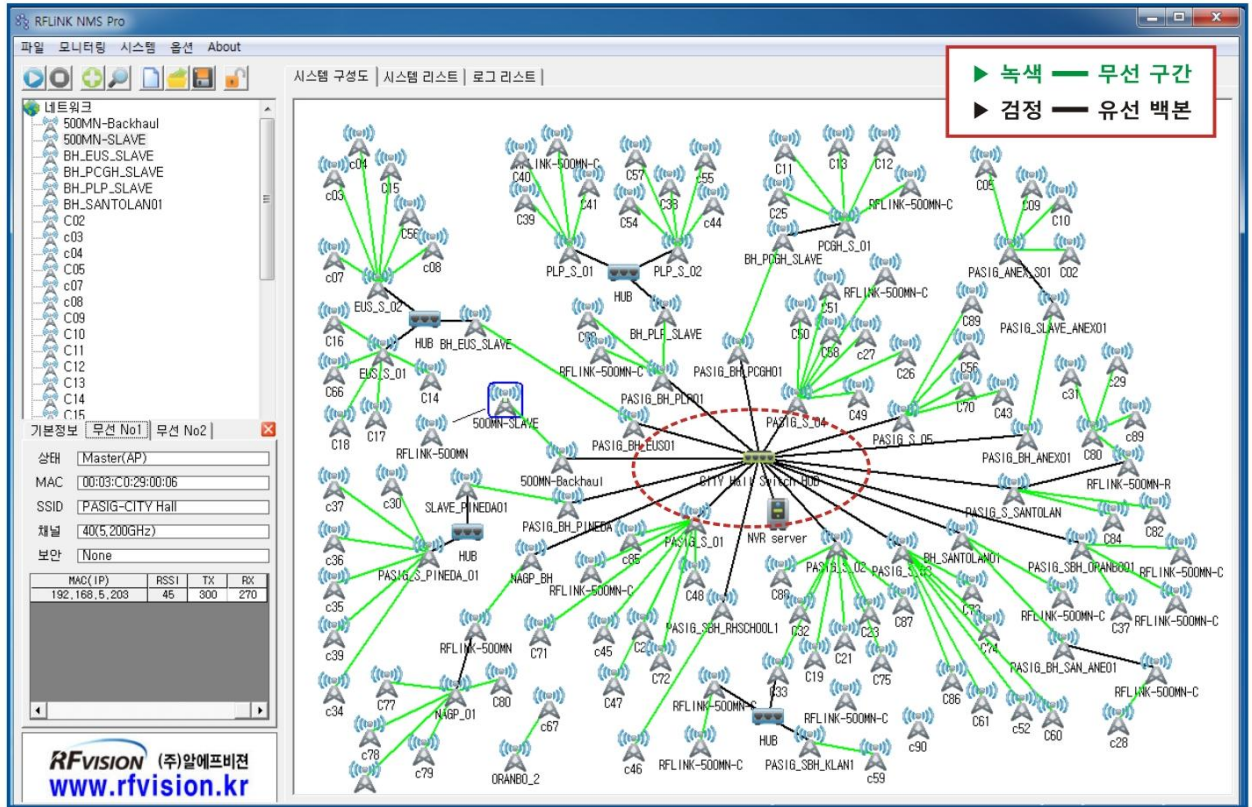 RFLINK NMS Pro
파일 모니터링 시스템 옵션 About
▶ 녹색 ━━ 무선 구간
▶ 검정 ━━ 유선 백본
시스템 구성도 | 시스템 리스트 | 로그 리스트
네트워크
500MN-Backhaul
500MN-SLAVE
BH_EUS_SLAVE
BH_PCGH_SLAVE
BH_PLP_SLAVE
BH_SANTOLAN01
C02
c03
c04
C05
c07
c08
C09
C10
C11
C12
C13
C14
C15
기본정보 무선 No1 무선 No2
상태 Master(AP)
MAC 00:03:C0:29:00:06
SSID PASIG-CITY Hall
채널 40(5,200GHz)
보안 None
MAC(IP) RSSI TX RX
192,168,5,203 45 300 270
RFVISION (주)알에프비젼
www.rfvision.kr
c04
c03
C15
C56
c07
c08
EUS_S_02
C16
HUB
BH_EUS_SLAVE
EUS_S_01
C66
C14
C18
C17
RFLINK-500MN
500MN-SLAVE
RFLINK-500MN-C
C40
C39
C41
C57
c55
C38
C54
c44
PLP_S_01
PLP_S_02
HUB
BH_PLP_SLAVE
RFLINK-500MN-C
PASIG_BH_PLP01
PASIG_BH_EUS01
500MN-Backhaul
C11
C13
C12
C25
RFLINK-500MN-C
PCGH_S_01
BH_PCGH_SLAVE
PASIG_BH_PCGH01
RFLINK-500MN-C
C51
C50
C58
c27
C26
C49
PASIG_S_04
C89
C56
C70
C43
PASIG_S_05
C05
C09
C10
C02
PASIG_ANEX_S01
PASIG_SLAVE_ANEX01
PASIG_BH_ANEX01
c31
c29
c89
C80
RFLINK-500MN-R
PASIG_S_SANTOLAN
C84
C82
CITY Hall Switch HUB
NVR server
c37
c30
SLAVE_PINEDA01
PASIG_BH_PINEDA
c36
HUB
PASIG_S_PINEDA_01
c35
c39
c34
NAGP_BH
RFLINK-500MN
C77
C80
NAGP_01
c78
c79
c67
ORANBO_2
PASIG_S_01
c85
RFLINK-500MN-C
C48
C71
c45
C72
C47
c46
PASIG_SBH_RHSCHOOL1
RFLINK-500MN-C
RFLINK-500MN-C
C33
HUB
PASIG_SBH_KLAN1
c59
PASIG_S_02
C88
C32
C23
C19
C21
C75
RFLINK-500MN-C
PASIG_S_03
C87
C73
C74
C86
C61
c52
C60
c90
BH_SANTOLAN01
RFLINK-500MN-C
PASIG_BH_SAN_ANE01
RFLINK-500MN-C
c28
RFLINK-500MN-C
C37
RFLINK-500MN-C